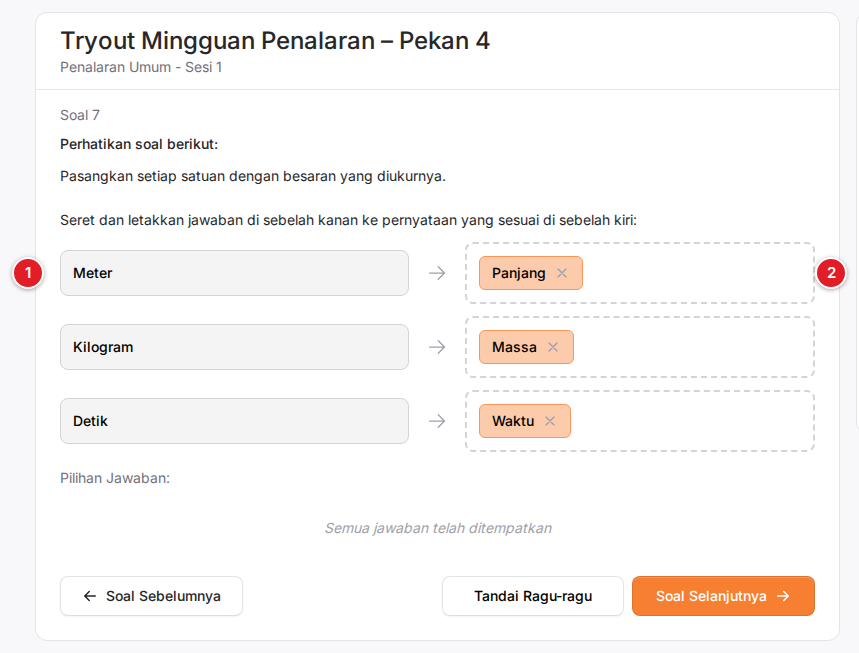 Tryout Mingguan Penalaran – Pekan 4
Penalaran Umum - Sesi 1
Soal 7
Perhatikan soal berikut:
Pasangkan setiap satuan dengan besaran yang diukurnya.
Seret dan letakkan jawaban di sebelah kanan ke pernyataan yang sesuai di sebelah kiri:
1 Meter → Panjang × 2
Kilogram → Massa ×
Detik → Waktu ×
Pilihan Jawaban:
Semua jawaban telah ditempatkan
← Soal Sebelumnya Tandai Ragu-ragu Soal Selanjutnya →